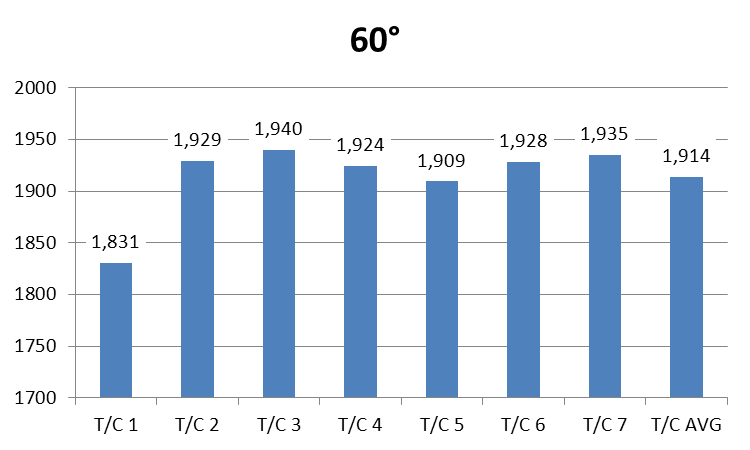 60°
2000
1950
1900
1850
1800
1750
1700
1,831
1,929
1,940
1,924
1,909
1,928
1,935
1,914
T/C 1
T/C 2
T/C 3
T/C 4
T/C 5
T/C 6
T/C 7
T/C AVG